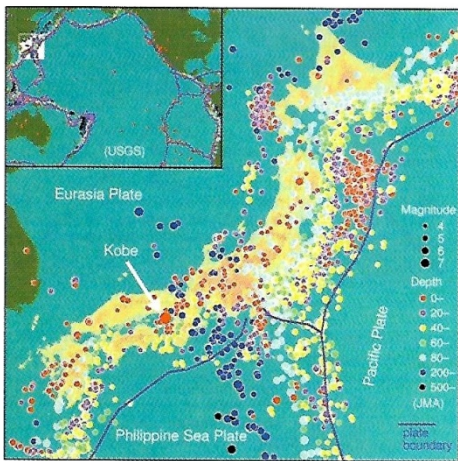 (USGS)
Eurasia Plate
Kobe
Magnitude
4
5
6
7
Depth
0–
20–
40–
60–
80–
200–
500–
(JMA)
Pacific Plate
Philippine Sea Plate
plate
boundary